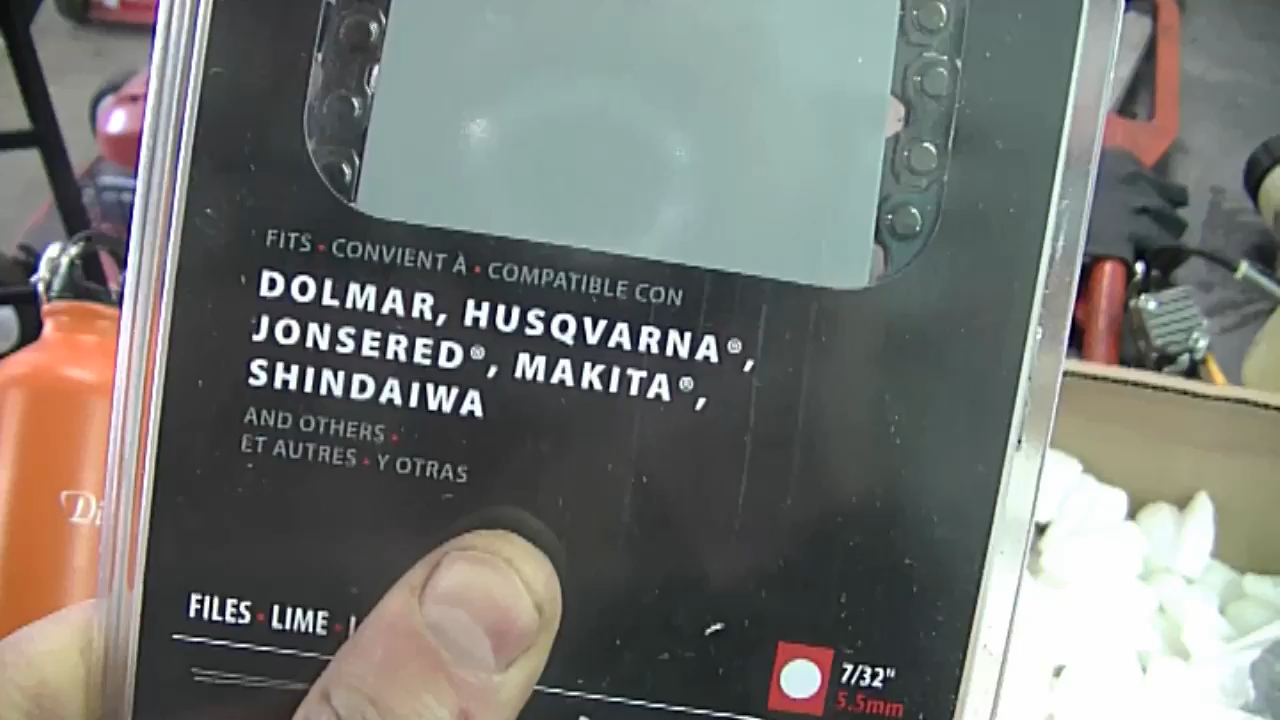 FITS • CONVIENT À • COMPATIBLE CON
DOLMAR, HUSQVARNA®,
JONSERED®, MAKITA®,
SHINDAIWA
AND OTHERS •
ET AUTRES • Y OTRAS
FILES • LIME •
7/32"
5.5mm